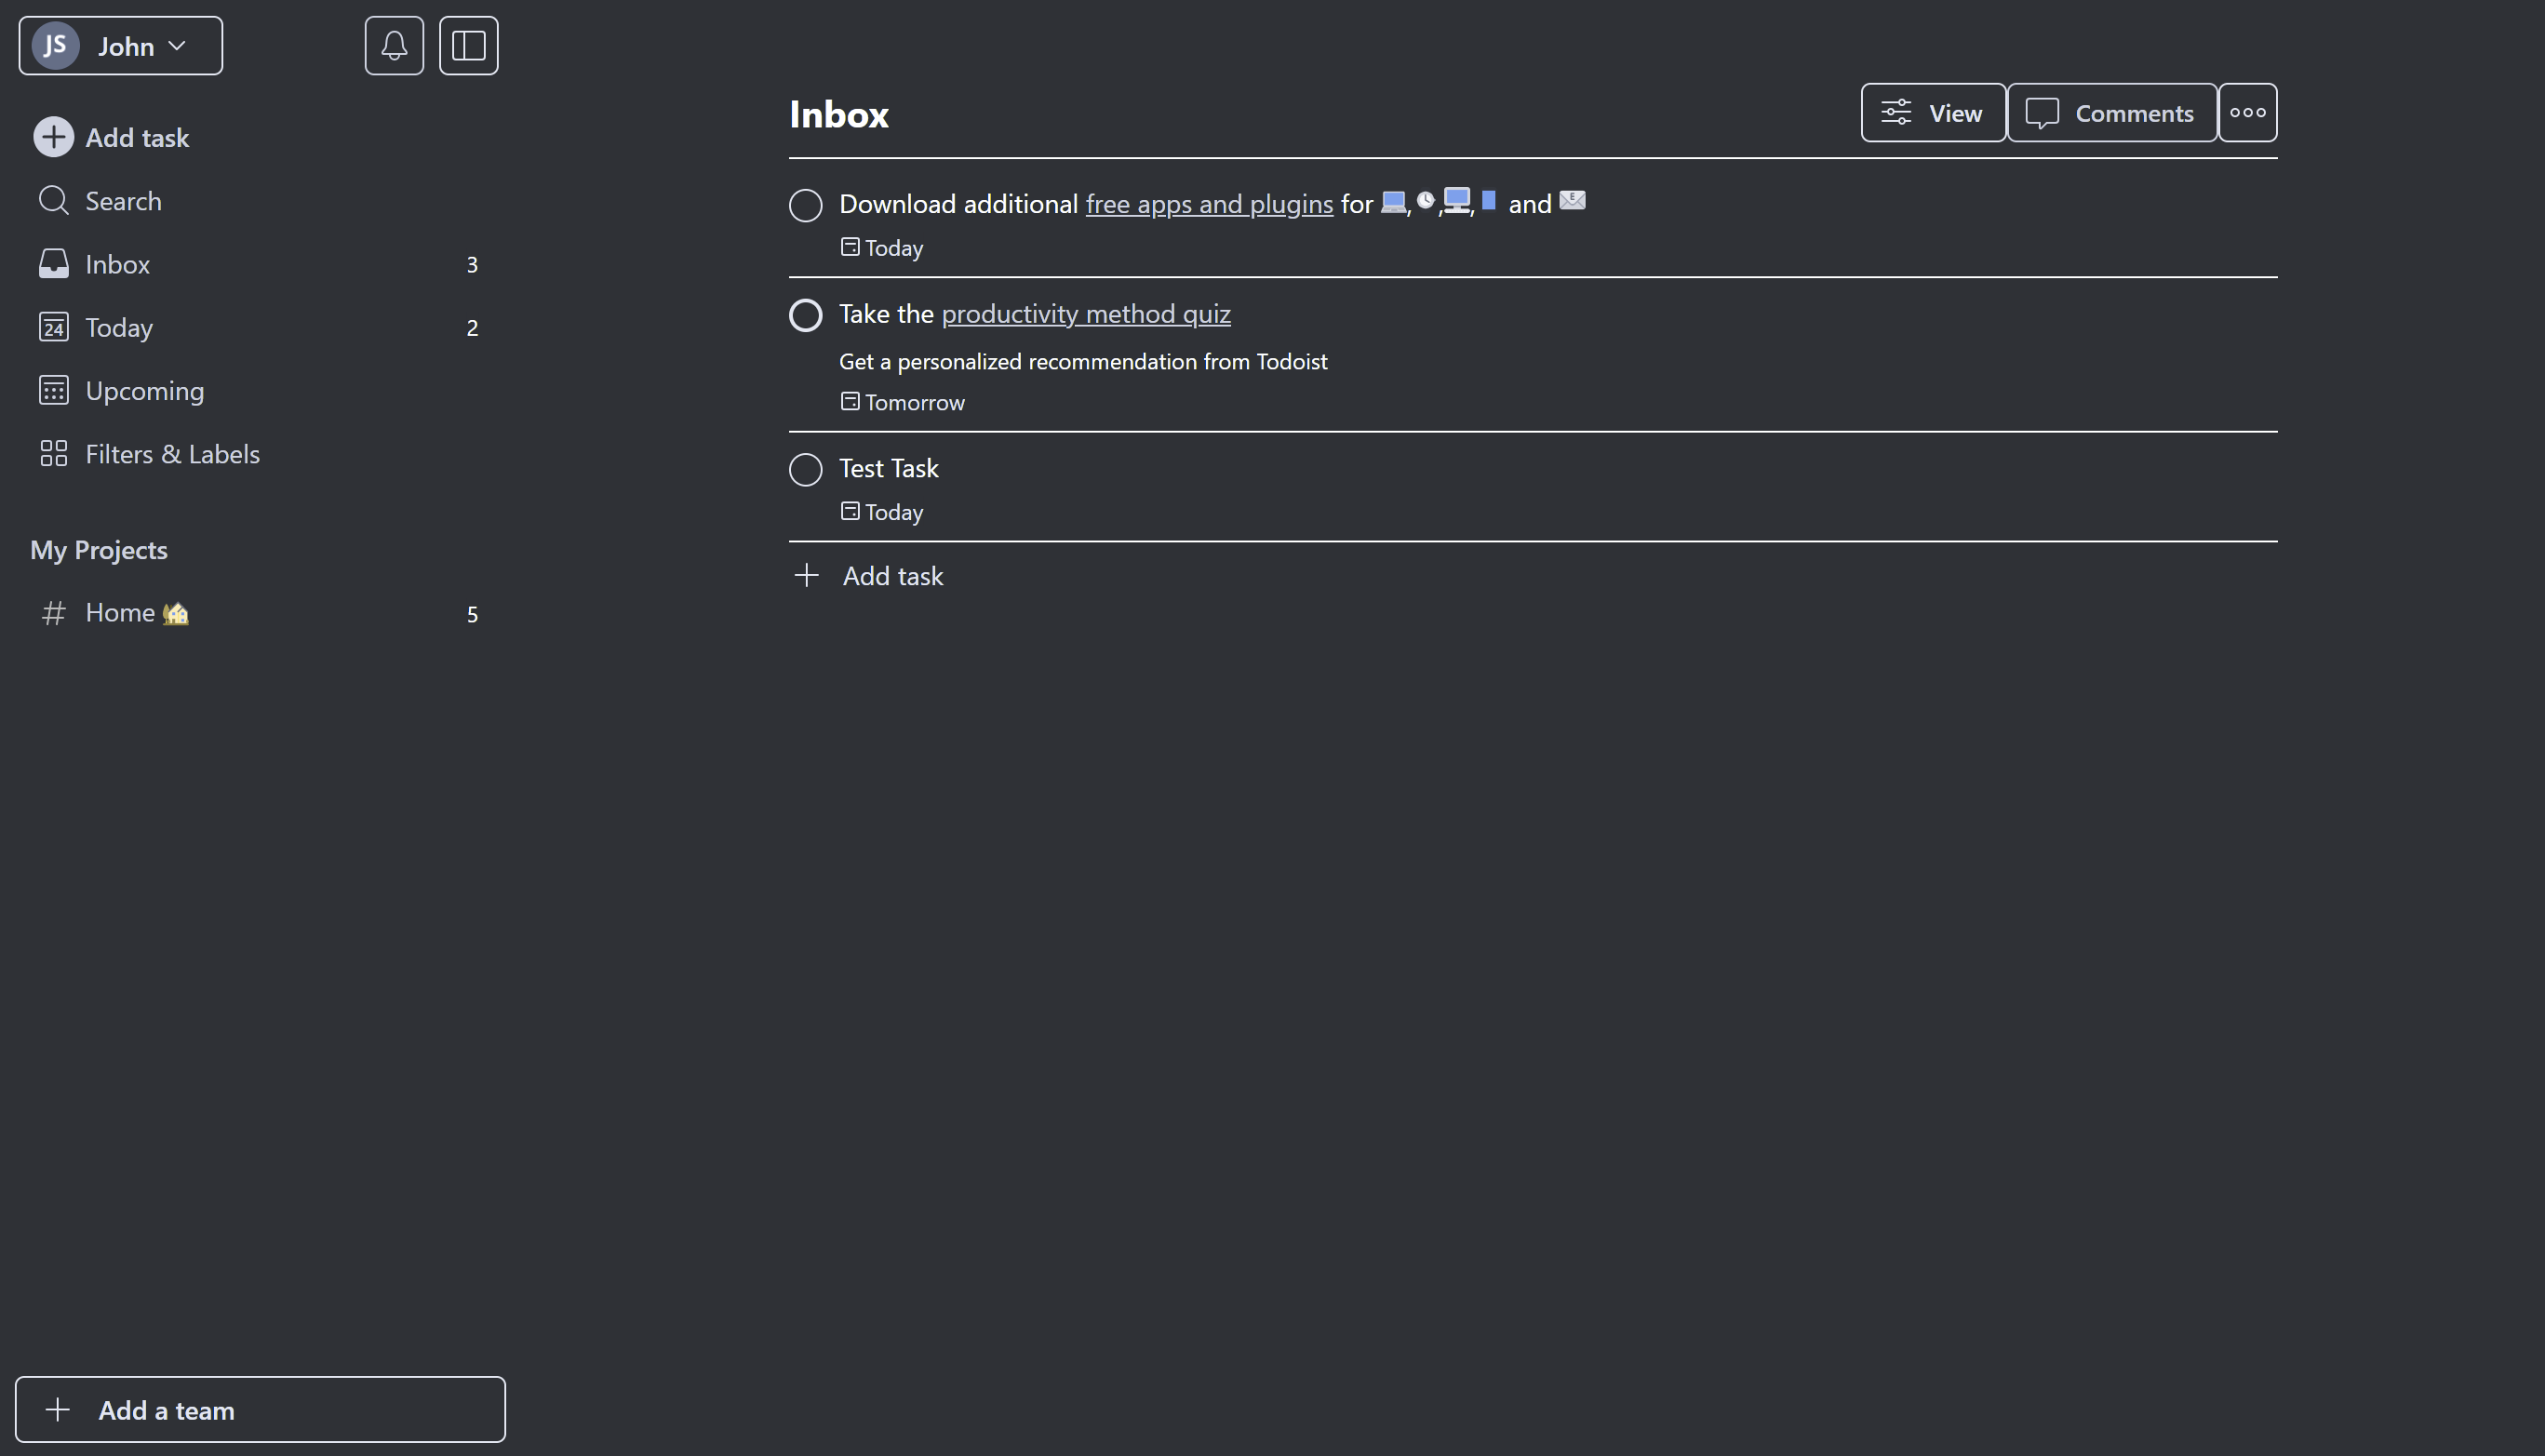 JS John
Add task
Search
Inbox 3
24 Today 2
Upcoming
Filters & Labels
My Projects
# Home 🏡 5
Add a team
Inbox
View Comments
Download additional free apps and plugins for 💻, 🕒,🖥️,📱 and 📧
Today
Take the productivity method quiz
Get a personalized recommendation from Todoist
Tomorrow
Test Task
Today
Add task